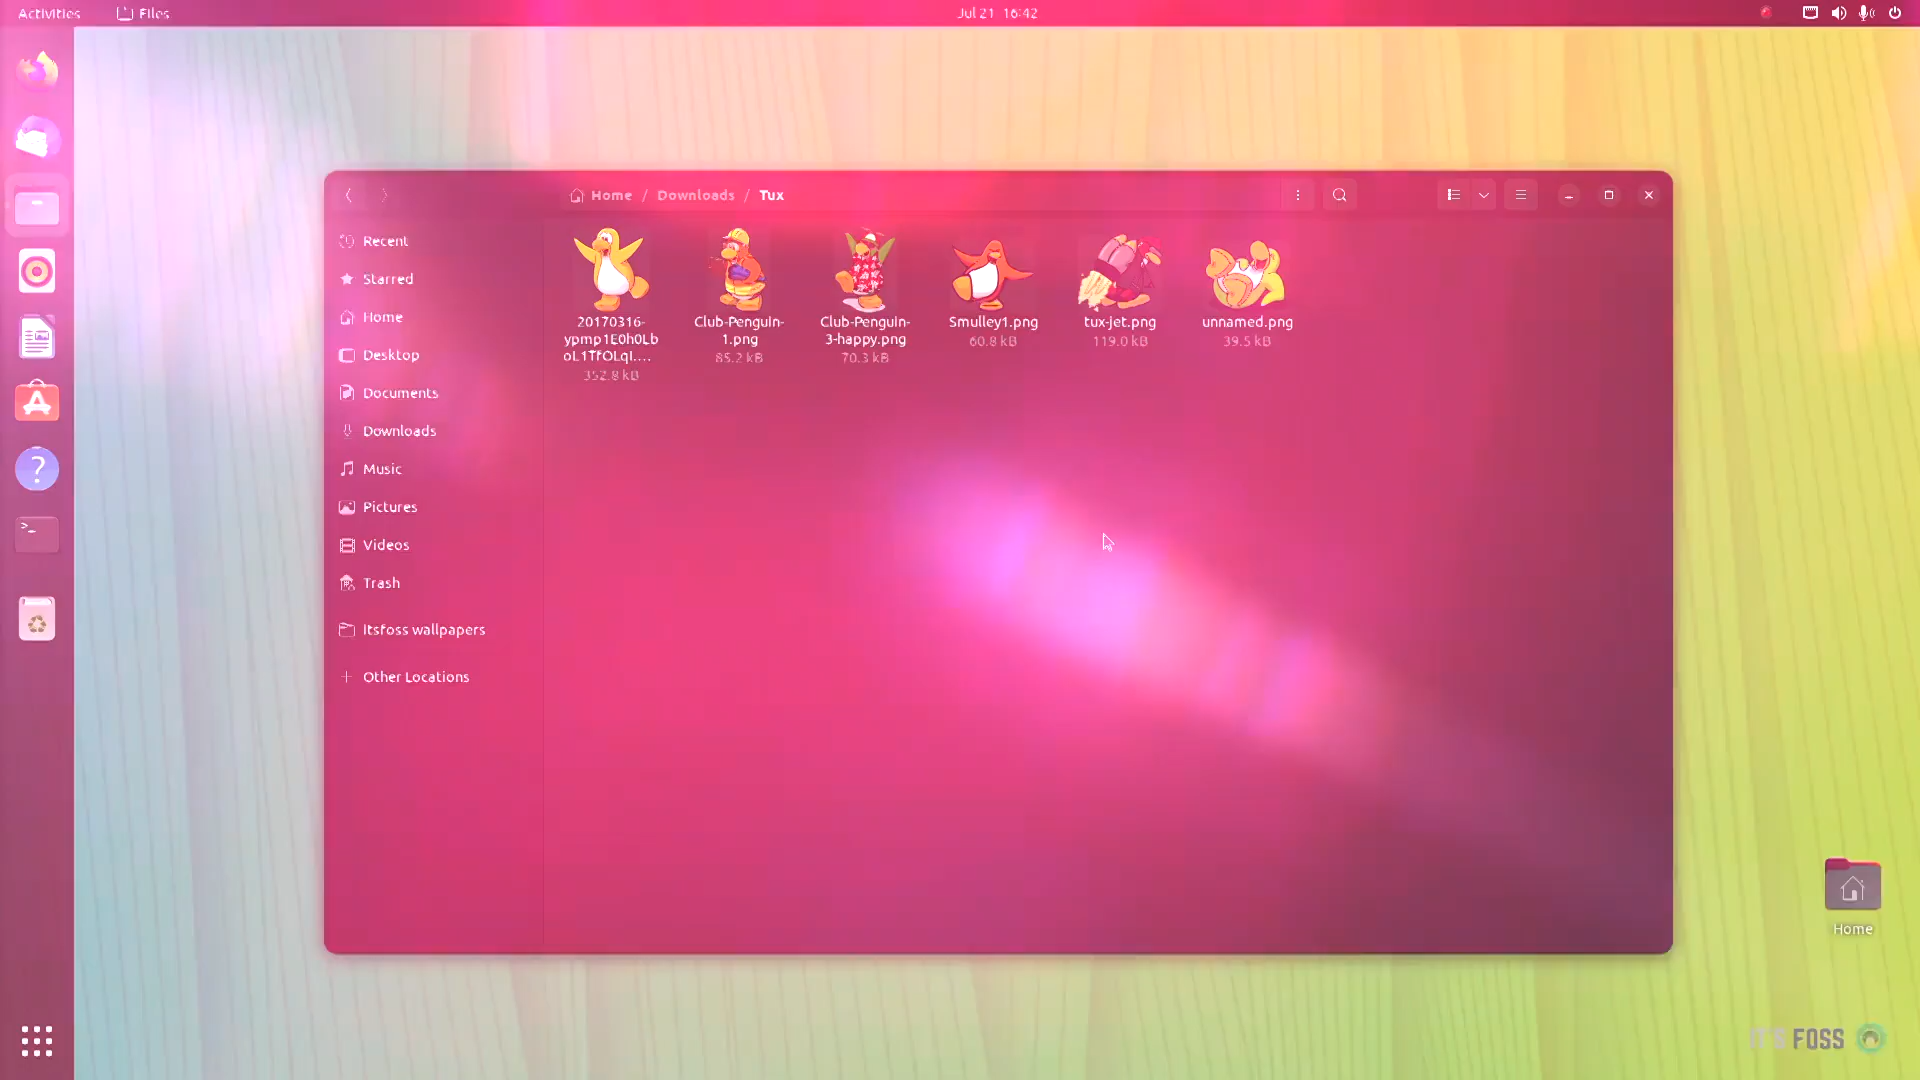 Activities
Files
Jul 21 16:42
Home / Downloads / Tux
Recent
Starred
Home
Desktop
Documents
Downloads
Music
Pictures
Videos
Trash
itsfoss wallpapers
Other Locations
20170316-
Club-Penguin-
1.png
85.2 kB
352.8 kB
Club-Penguin-
3-happy.png
70.3 kB
Smulley1.png
60.8 kB
tux-jet.png
119.0 kB
unnamed.png
39.5 kB
Home
IT'S FOSS